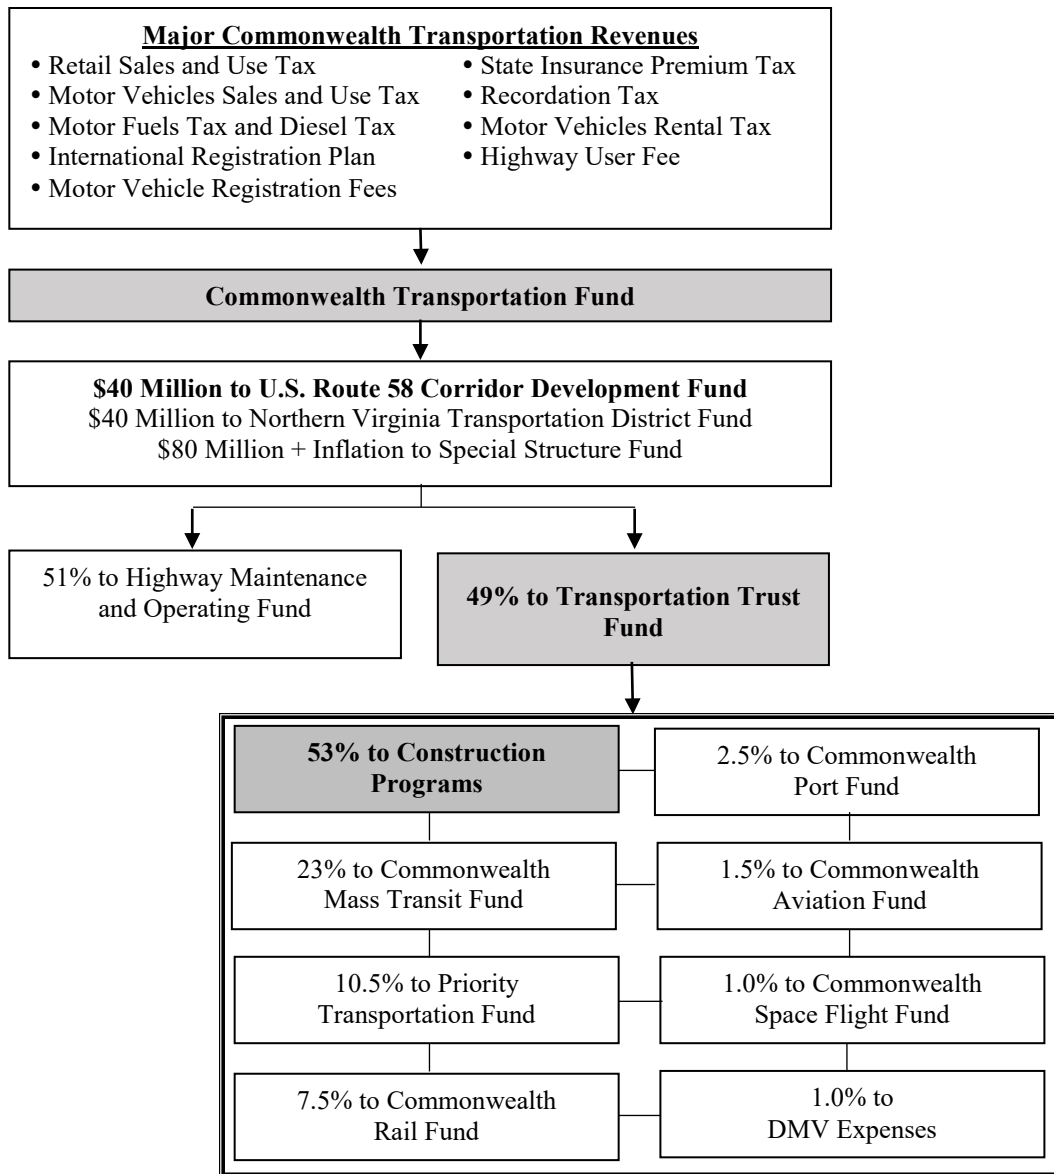 Major Commonwealth Transportation Revenues
• Retail Sales and Use Tax
• Motor Vehicles Sales and Use Tax
• Motor Fuels Tax and Diesel Tax
• International Registration Plan
• Motor Vehicle Registration Fees
• State Insurance Premium Tax
• Recordation Tax
• Motor Vehicles Rental Tax
• Highway User Fee
Commonwealth Transportation Fund
$40 Million to U.S. Route 58 Corridor Development Fund
$40 Million to Northern Virginia Transportation District Fund
$80 Million + Inflation to Special Structure Fund
51% to Highway Maintenance
and Operating Fund
49% to Transportation Trust
Fund
53% to Construction
Programs
2.5% to Commonwealth
Port Fund
23% to Commonwealth
Mass Transit Fund
1.5% to Commonwealth
Aviation Fund
10.5% to Priority
Transportation Fund
1.0% to Commonwealth
Space Flight Fund
7.5% to Commonwealth
Rail Fund
1.0% to
DMV Expenses